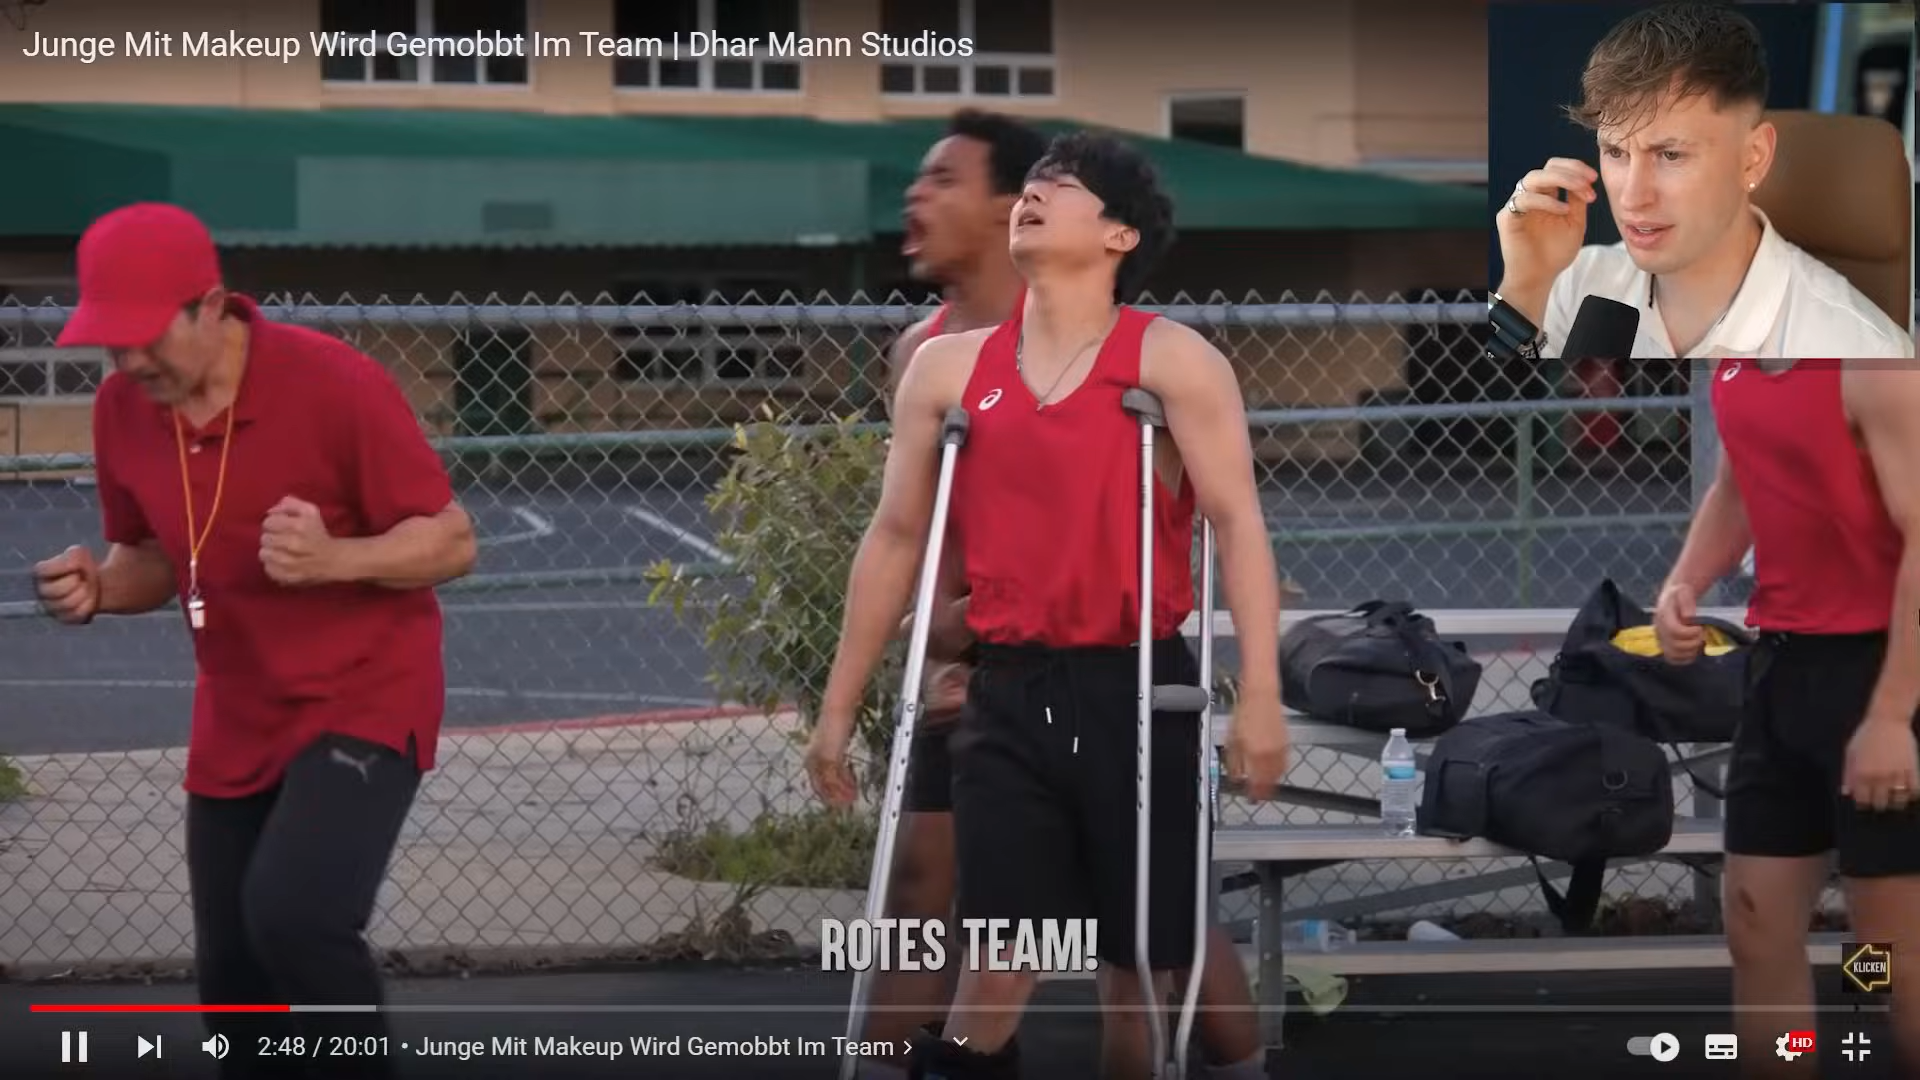 Junge Mit Makeup Wird Gemobbt Im Team | Dhar Mann Studios
ROTES TEAM!
KLICKEN
2:48 / 20:01 • Junge Mit Makeup Wird Gemobbt Im Team
HD